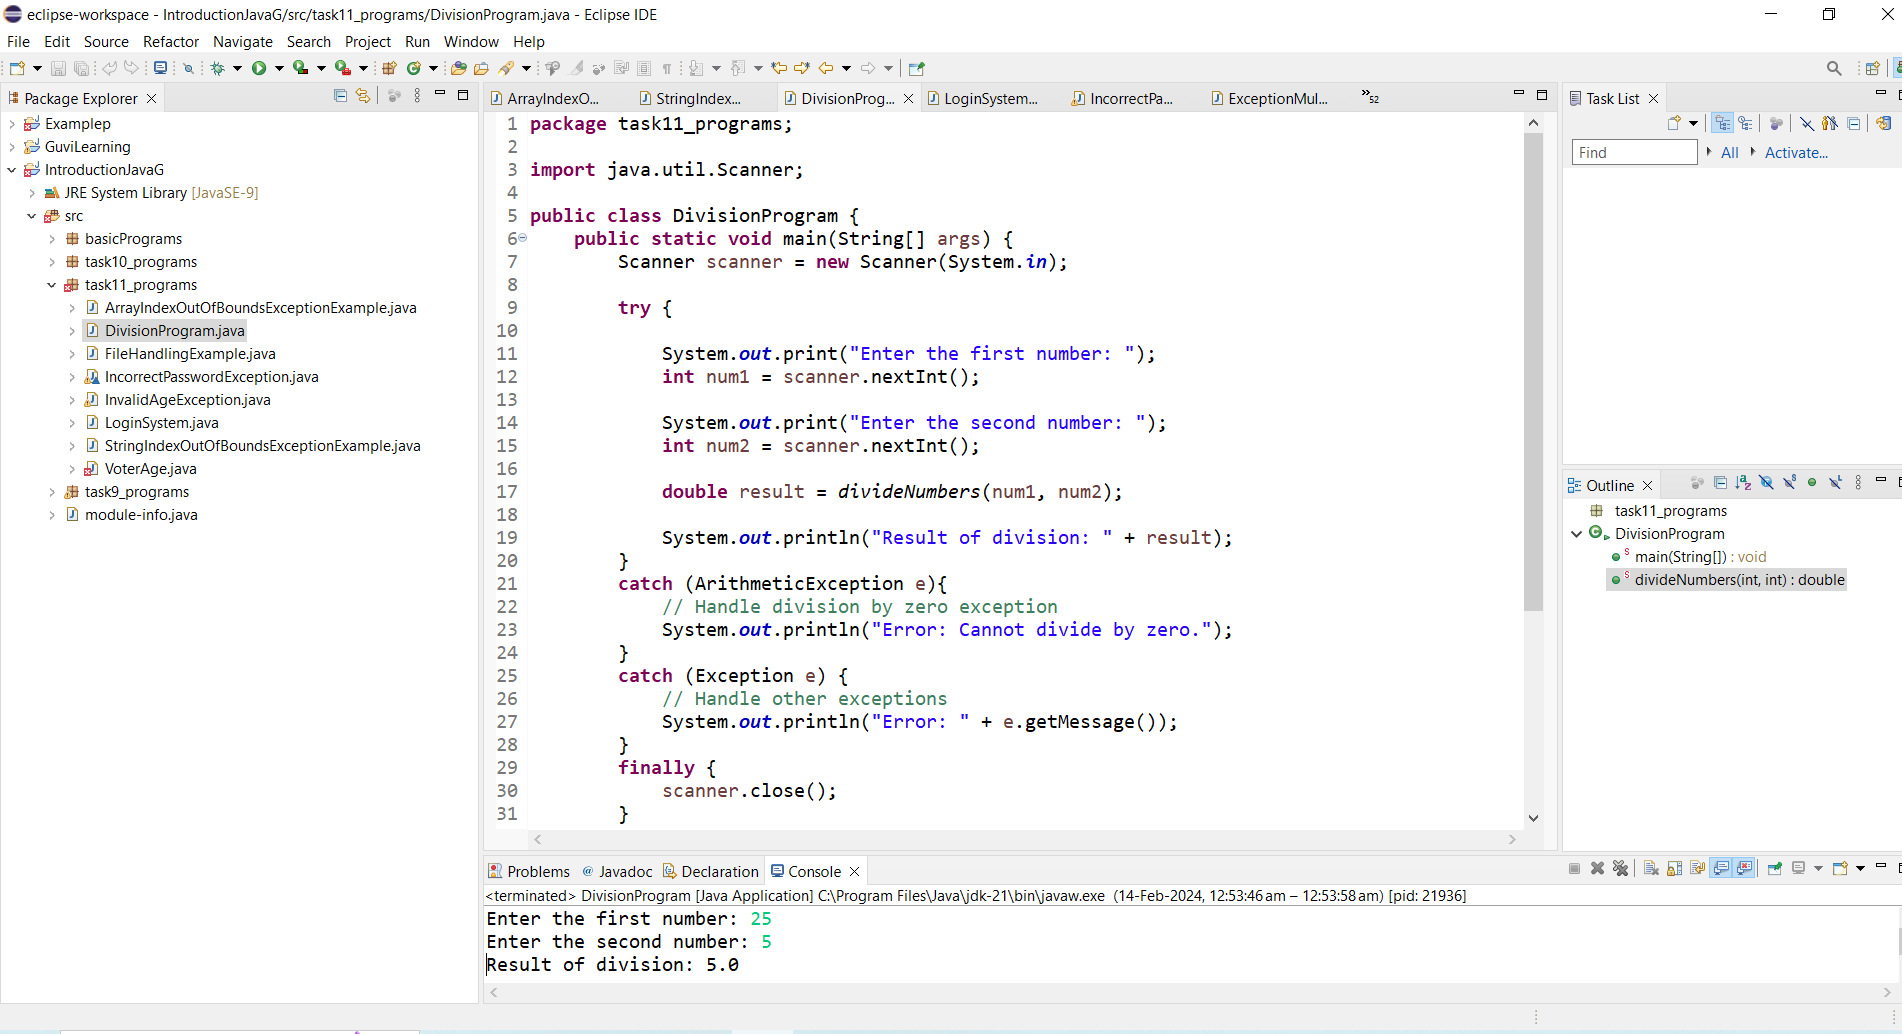 eclipse-workspace - IntroductionJavaG/src/task11_programs/DivisionProgram.java - Eclipse IDE
File Edit Source Refactor Navigate Search Project Run Window Help
Package Explorer
Examplep
GuviLearning
IntroductionJavaG
JRE System Library [JavaSE-9]
src
basicPrograms
task10_programs
task11_programs
ArrayIndexOutOfBoundsExceptionExample.java
DivisionProgram.java
FileHandlingExample.java
IncorrectPasswordException.java
InvalidAgeException.java
LoginSystem.java
StringIndexOutOfBoundsExceptionExample.java
VoterAge.java
task9_programs
module-info.java
ArrayIndexO... StringIndex... DivisionProg... LoginSystem... IncorrectPa... ExceptionMul... »52
1 package task11_programs;
2
3 import java.util.Scanner;
4
5 public class DivisionProgram {
6 public static void main(String[] args) {
7 Scanner scanner = new Scanner(System.in);
8
9 try {
10
11 System.out.print("Enter the first number: ");
12 int num1 = scanner.nextInt();
13
14 System.out.print("Enter the second number: ");
15 int num2 = scanner.nextInt();
16
17 double result = divideNumbers(num1, num2);
18
19 System.out.println("Result of division: " + result);
20 }
21 catch (ArithmeticException e){
22 // Handle division by zero exception
23 System.out.println("Error: Cannot divide by zero.");
24 }
25 catch (Exception e) {
26 // Handle other exceptions
27 System.out.println("Error: " + e.getMessage());
28 }
29 finally {
30 scanner.close();
31 }
Task List
Find All Activate...
Outline
task11_programs
DivisionProgram
main(String[]) : void
divideNumbers(int, int) : double
Problems Javadoc Declaration Console
<terminated> DivisionProgram [Java Application] C:\Program Files\Java\jdk-21\bin\javaw.exe (14-Feb-2024, 12:53:46 am – 12:53:58 am) [pid: 21936]
Enter the first number: 25
Enter the second number: 5
Result of division: 5.0